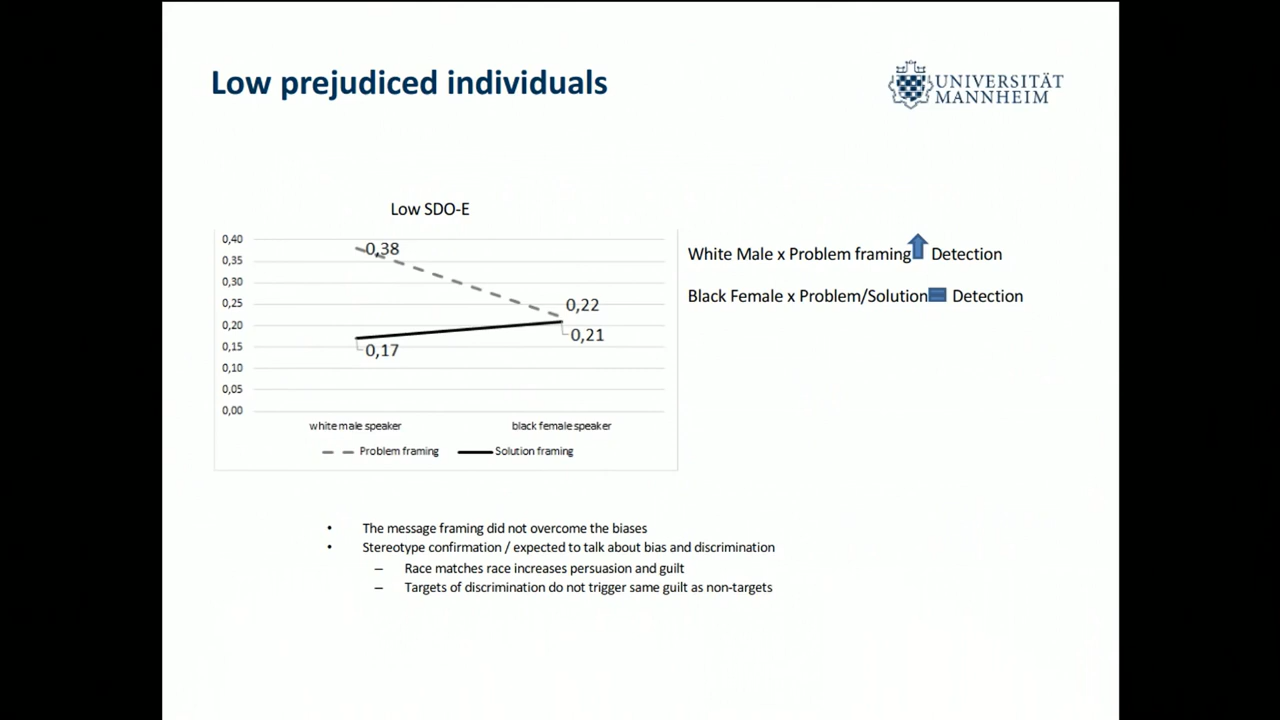 Low prejudiced individuals
UNIVERSITÄT
MANNHEIM
Low SDO-E
0,40
0,35
0,30
0,25
0,20
0,15
0,10
0,05
0,00
0,38
0,22
0,21
0,17
white male speaker
black female speaker
Problem framing
Solution framing
White Male x Problem framing Detection
Black Female x Problem/Solution Detection
• The message framing did not overcome the biases
• Stereotype confirmation / expected to talk about bias and discrimination
– Race matches race increases persuasion and guilt
– Targets of discrimination do not trigger same guilt as non-targets